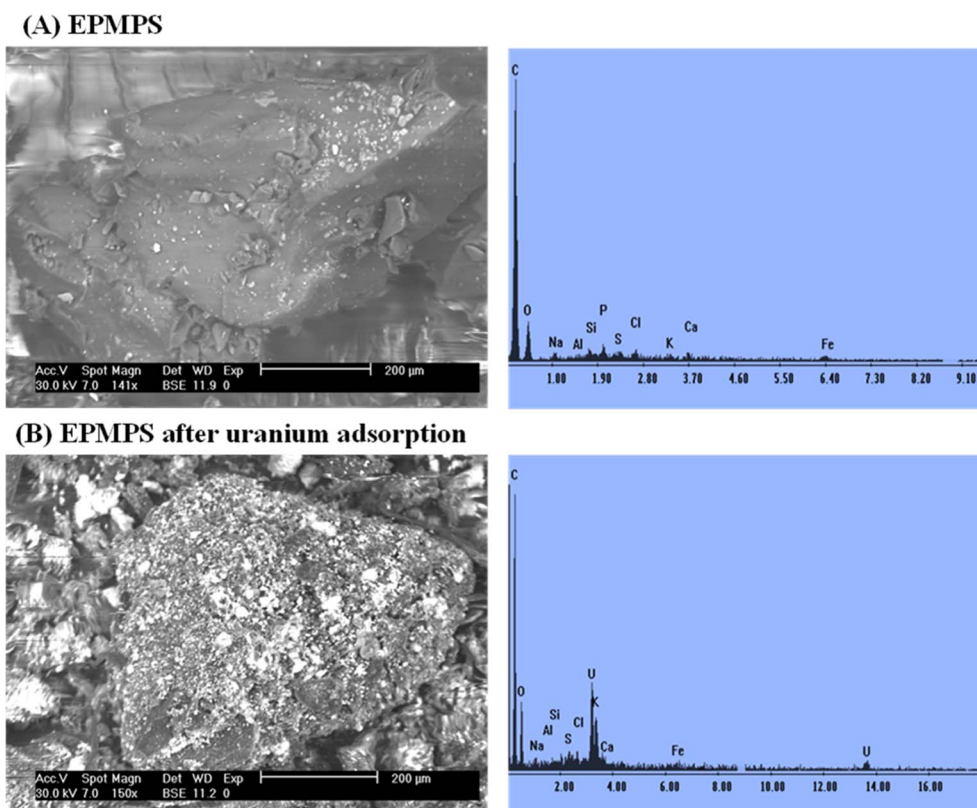 (A) EPMPS
C
O
Na
Al
Si
P
S
Cl
K
Ca
Fe
1.00 1.90 2.80 3.70 4.60 5.50 6.40 7.30 8.20 9.10
Acc.V Spot Magn Det WD Exp
30.0 kV 7.0 141x BSE 11.9 0 200 µm
(B) EPMPS after uranium adsorption
C
O
Na
Al
Si
S
Cl
U
K
Ca
Fe
U
2.00 4.00 6.00 8.00 10.00 12.00 14.00 16.00
Acc.V Spot Magn Det WD Exp
30.0 kV 7.0 150x BSE 11.2 0 200 µm